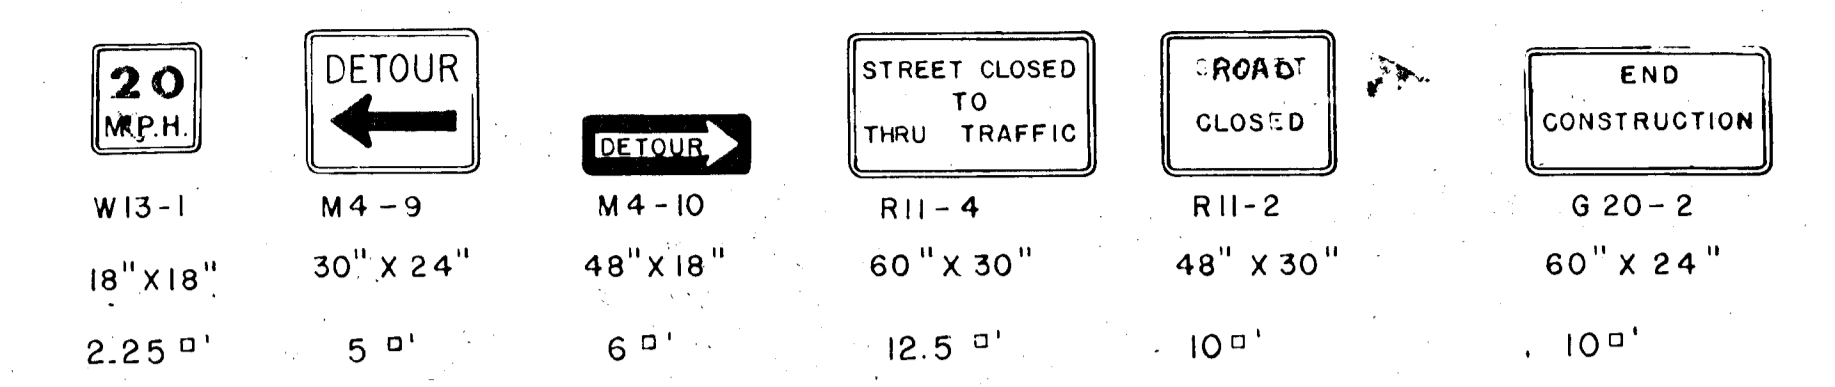 20
M.P.H.
W13-1
18" X 18"
2.25 □'
DETOUR
M4-9
30" X 24"
5 □'
DETOUR
M4-10
48" X 18"
6 □'
STREET CLOSED
TO
THRU TRAFFIC
R11-4
60" X 30"
12.5 □'
ROAD
CLOSED
R11-2
48" X 30"
10 □'
END
CONSTRUCTION
G20-2
60" X 24"
10 □'